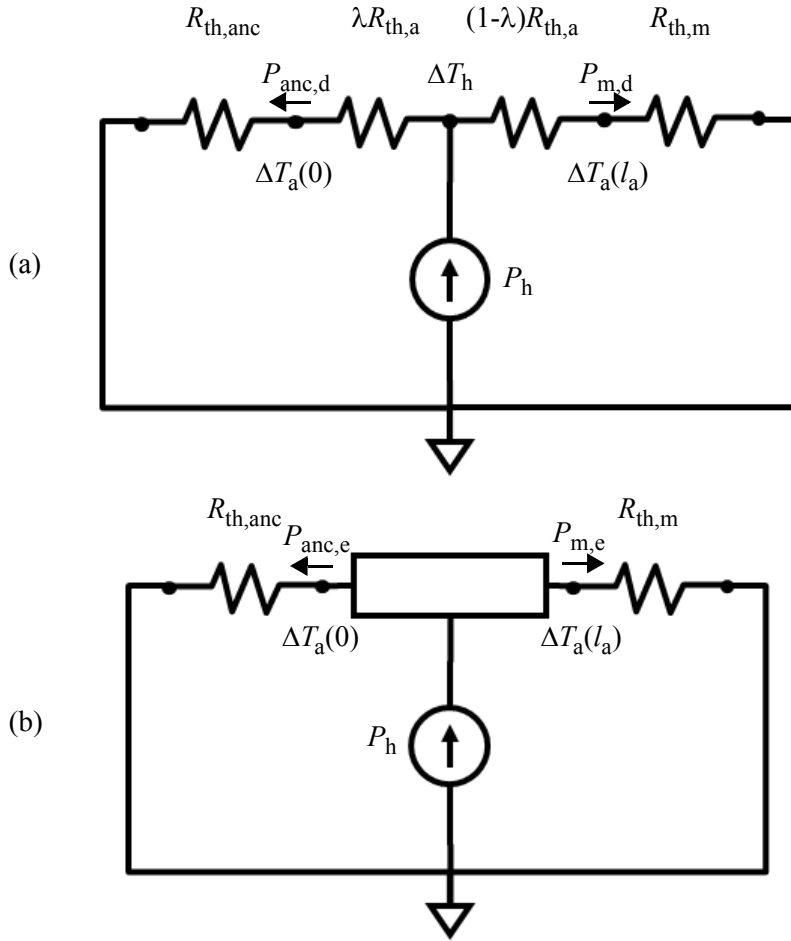 R_th,anc λR_th,a (1-λ)R_th,a R_th,m
P_anc,d ΔT_h P_m,d
ΔT_a(0) ΔT_a(l_a)
(a)
P_h
R_th,anc R_th,m
P_anc,e P_m,e
ΔT_a(0) ΔT_a(l_a)
(b)
P_h